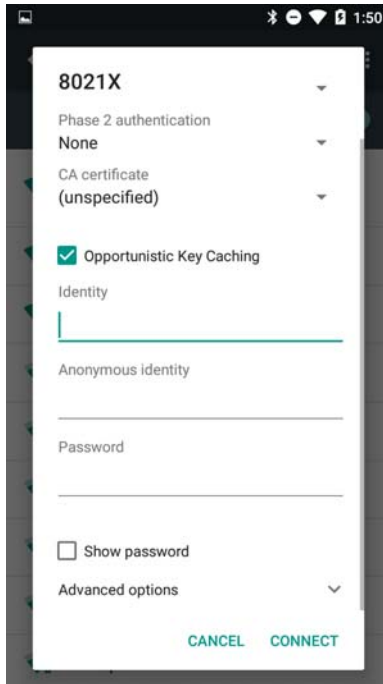 1:50
8021X
Phase 2 authentication
None
CA certificate
(unspecified)
Opportunistic Key Caching
Identity
Anonymous identity
Password
Show password
Advanced options
CANCEL CONNECT